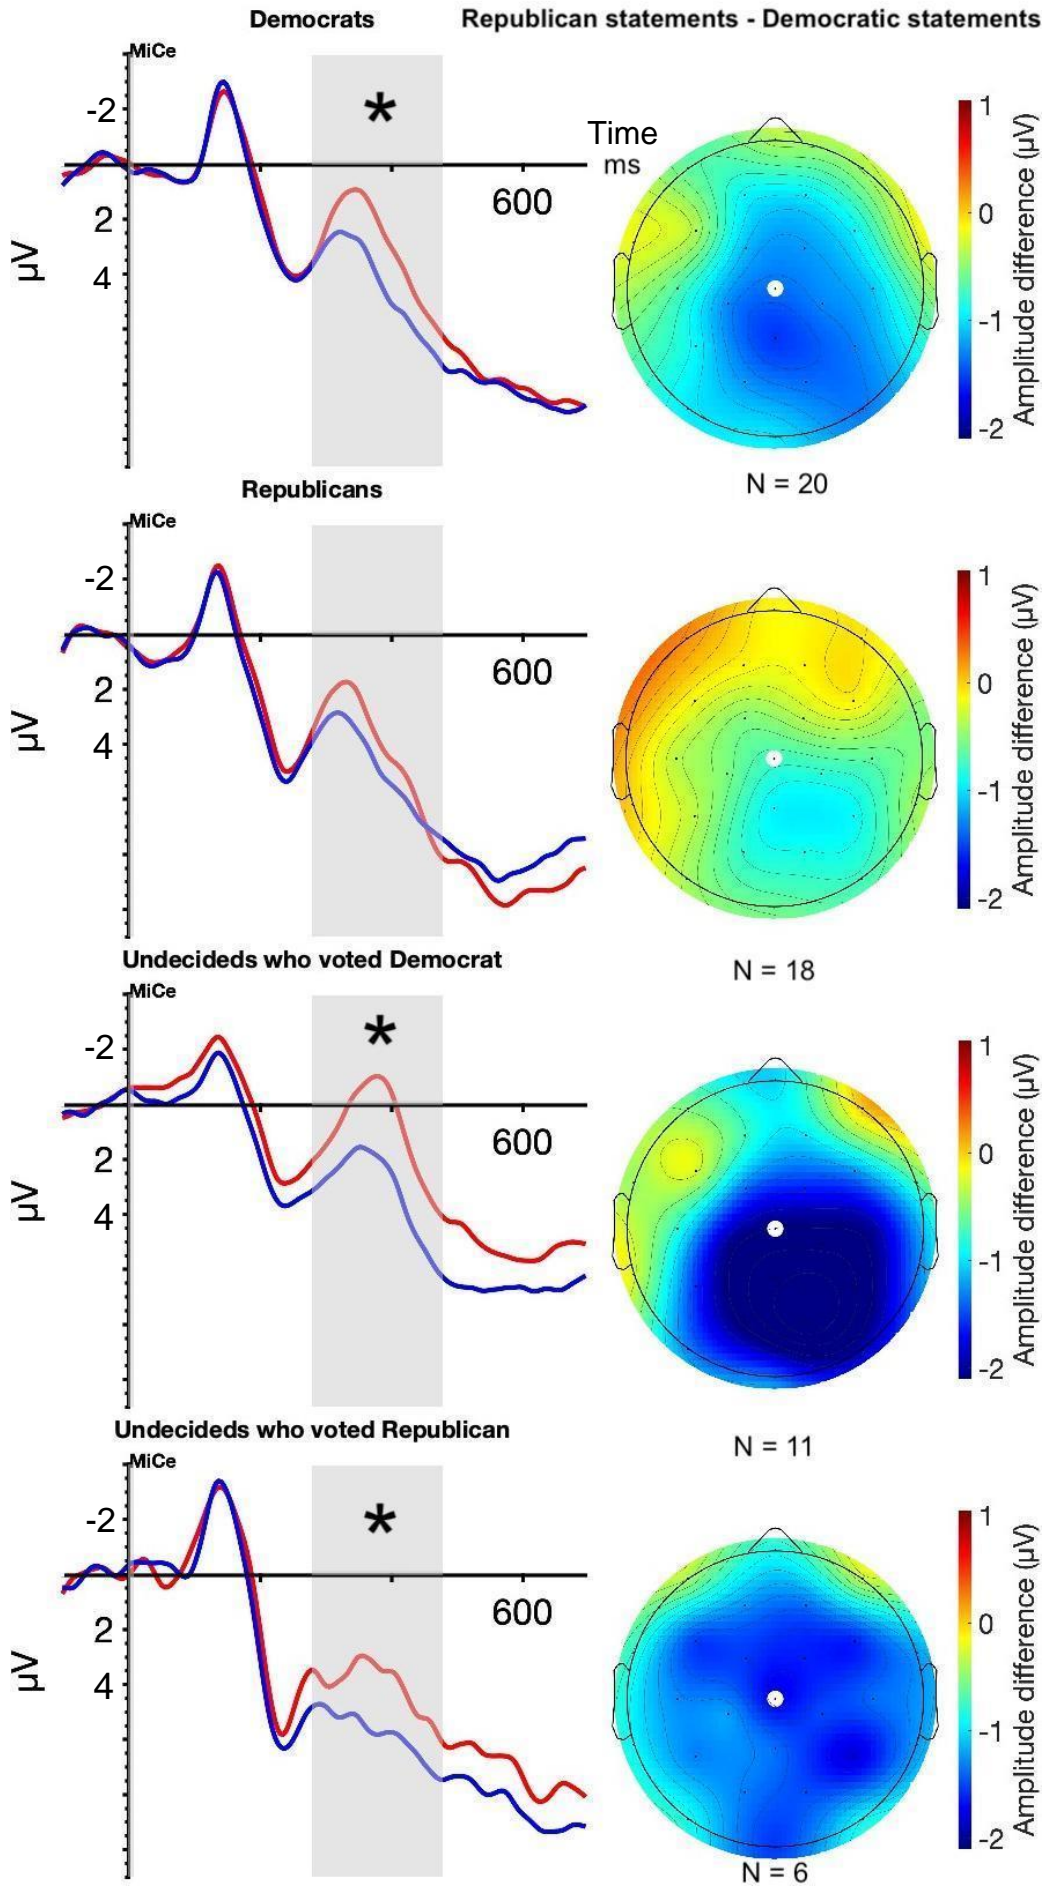 Democrats
Republican statements - Democratic statements
MiCe
-2
2
4
µV
*
600
Time
ms
1
0
-1
-2
Amplitude difference (µV)
N = 20
Republicans
MiCe
-2
2
4
µV
600
1
0
-1
-2
Amplitude difference (µV)
N = 18
Undecideds who voted Democrat
MiCe
-2
2
4
µV
*
600
1
0
-1
-2
Amplitude difference (µV)
N = 11
Undecideds who voted Republican
MiCe
-2
2
4
µV
*
600
1
0
-1
-2
Amplitude difference (µV)
N = 6